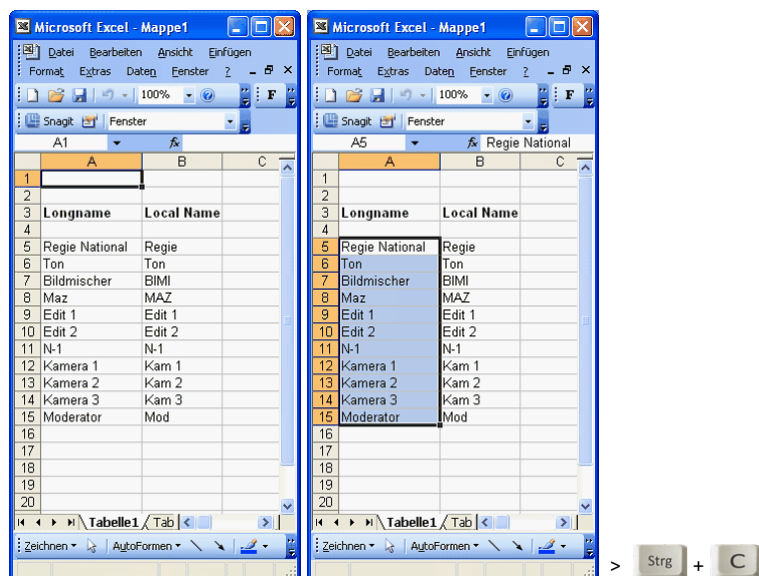 Microsoft Excel - Mappe1
Datei Bearbeiten Ansicht Einfügen
Format Extras Daten Fenster ?
100% F
Snagit Fenster
A1 fx
A B C
1
2
3 Longname Local Name
4
5 Regie National Regie
6 Ton Ton
7 Bildmischer BIMI
8 Maz MAZ
9 Edit 1 Edit 1
10 Edit 2 Edit 2
11 N-1 N-1
12 Kamera 1 Kam 1
13 Kamera 2 Kam 2
14 Kamera 3 Kam 3
15 Moderator Mod
16
17
18
19
20
Tabelle1 Tab
Zeichnen AutoFormen
Microsoft Excel - Mappe1
Datei Bearbeiten Ansicht Einfügen
Format Extras Daten Fenster ?
100% F
Snagit Fenster
A5 fx Regie National
A B C
1
2
3 Longname Local Name
4
5 Regie National Regie
6 Ton Ton
7 Bildmischer BIMI
8 Maz MAZ
9 Edit 1 Edit 1
10 Edit 2 Edit 2
11 N-1 N-1
12 Kamera 1 Kam 1
13 Kamera 2 Kam 2
14 Kamera 3 Kam 3
15 Moderator Mod
16
17
18
19
20
Tabelle1 Tab
Zeichnen AutoFormen
> Strg + C